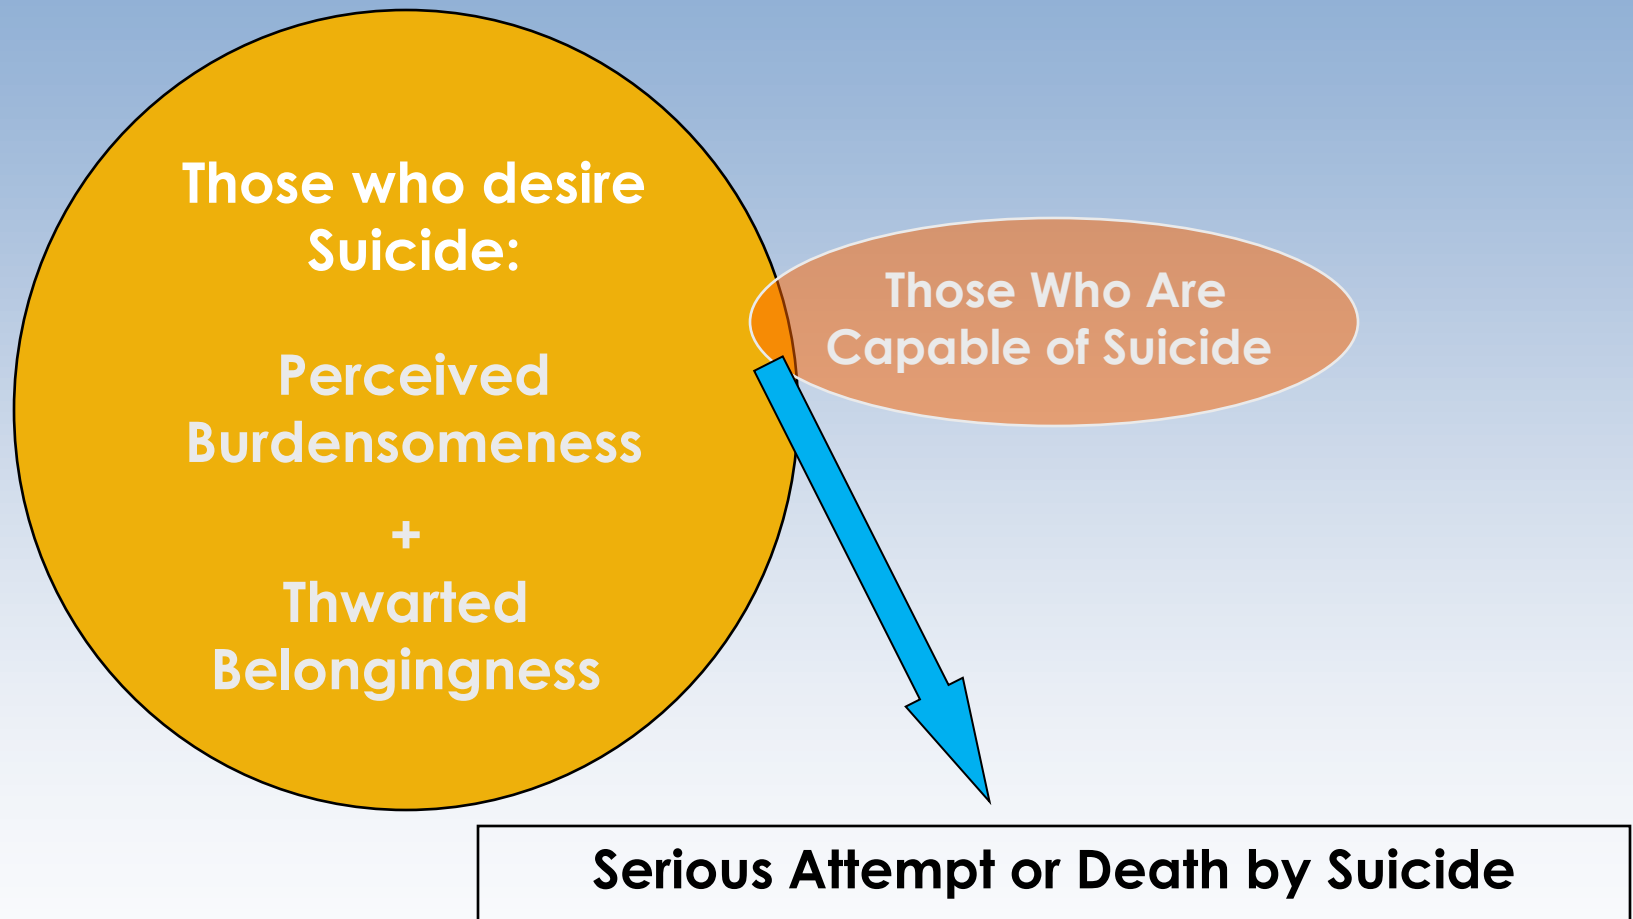 Those who desire
Suicide:
Perceived
Burdensomeness
+
Thwarted
Belongingness
Those Who Are
Capable of Suicide
Serious Attempt or Death by Suicide